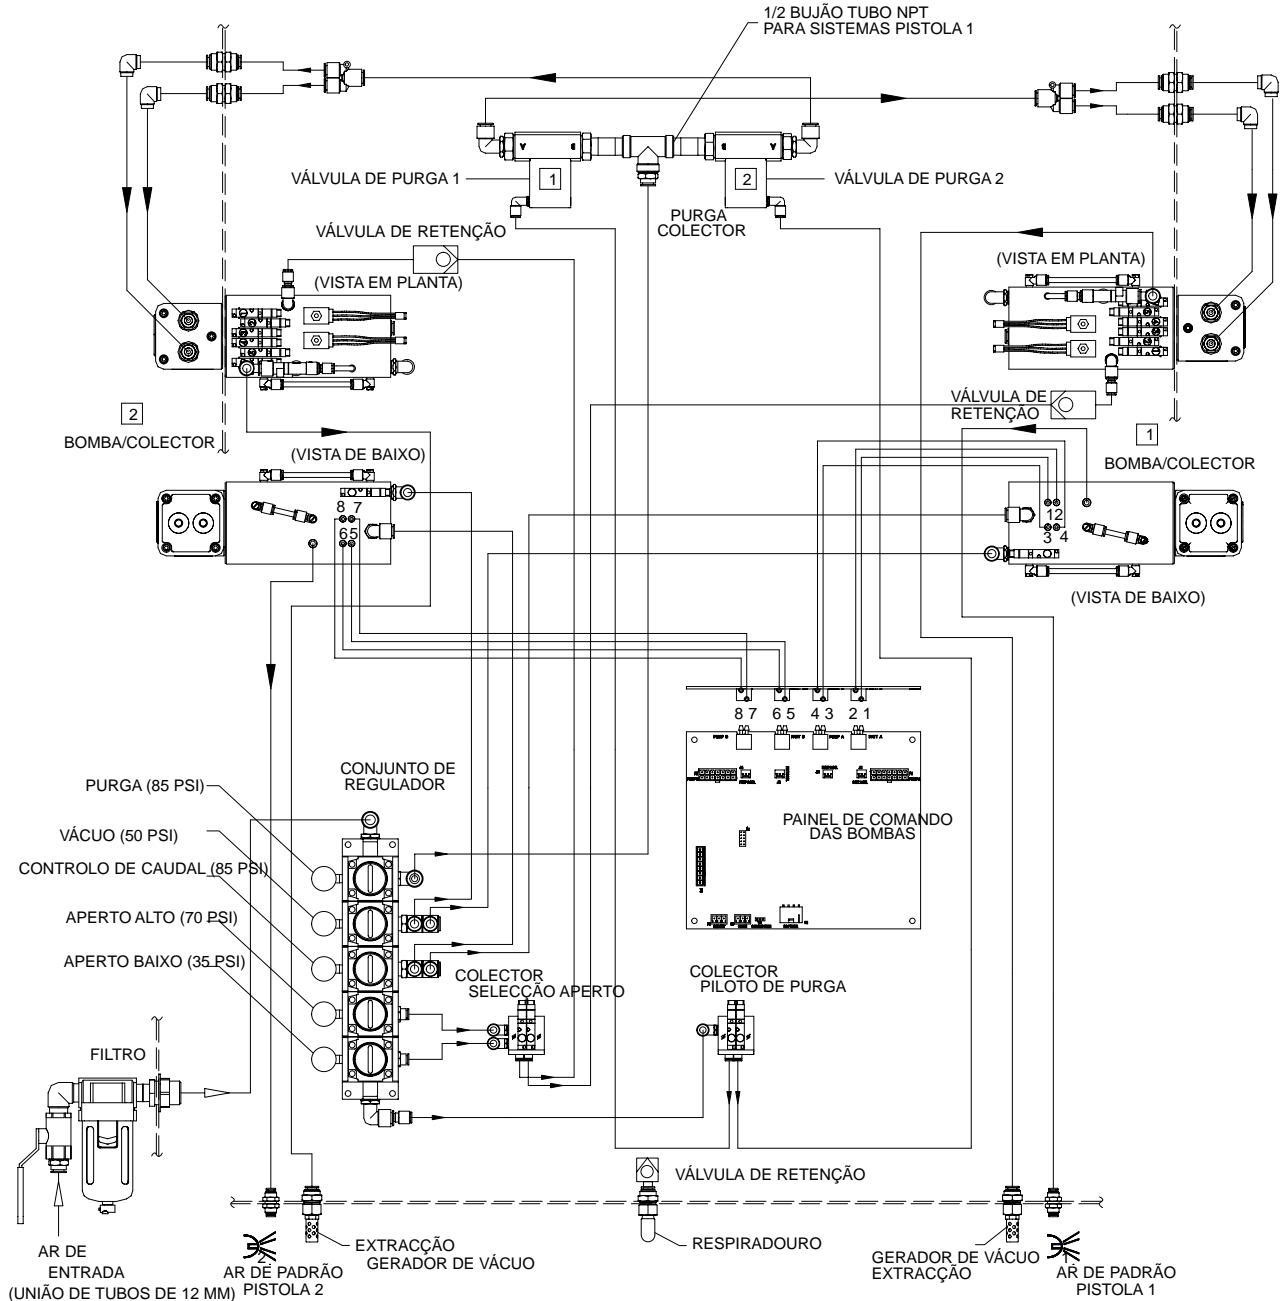 1/2 BUJÃO TUBO NPT
PARA SISTEMAS PISTOLA 1
A
B
B
A
VÁLVULA DE PURGA 1
1
2
VÁLVULA DE PURGA 2
PURGA
COLECTOR
VÁLVULA DE RETENÇÃO
(VISTA EM PLANTA)
(VISTA EM PLANTA)
VÁLVULA DE
RETENÇÃO
2
BOMBA/COLECTOR
1
BOMBA/COLECTOR
(VISTA DE BAIXO)
8 7
6 5
1 2
3 4
(VISTA DE BAIXO)
8 7 6 5 4 3 2 1
PAINEL DE COMANDO
DAS BOMBAS
CONJUNTO DE
REGULADOR
PURGA (85 PSI)
VÁCUO (50 PSI)
CONTROLO DE CAUDAL (85 PSI)
APERTO ALTO (70 PSI)
APERTO BAIXO (35 PSI)
COLECTOR
SELECÇÃO APERTO
COLECTOR
PILOTO DE PURGA
FILTRO
VÁLVULA DE RETENÇÃO
AR DE
ENTRADA
(UNIÃO DE TUBOS DE 12 MM)
2
AR DE PADRÃO
PISTOLA 2
EXTRACÇÃO
GERADOR DE VÁCUO
RESPIRADOURO
GERADOR DE VÁCUO
EXTRACÇÃO
1
AR DE PADRÃO
PISTOLA 1